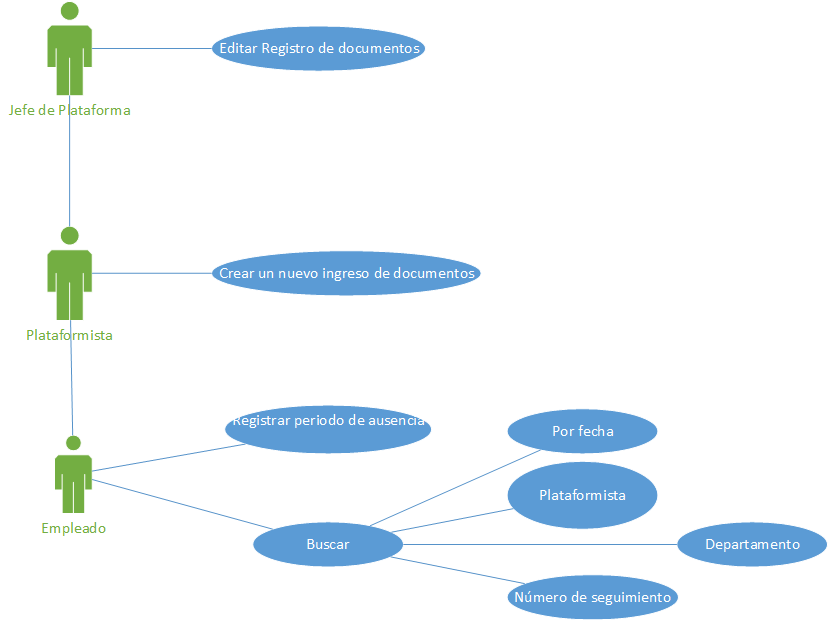 Editar Registro de documentos
Jefe de Plataforma
Crear un nuevo ingreso de documentos
Plataformista
Registrar periodo de ausencia
Por fecha
Plataformista
Empleado
Buscar
Departamento
Número de seguimiento